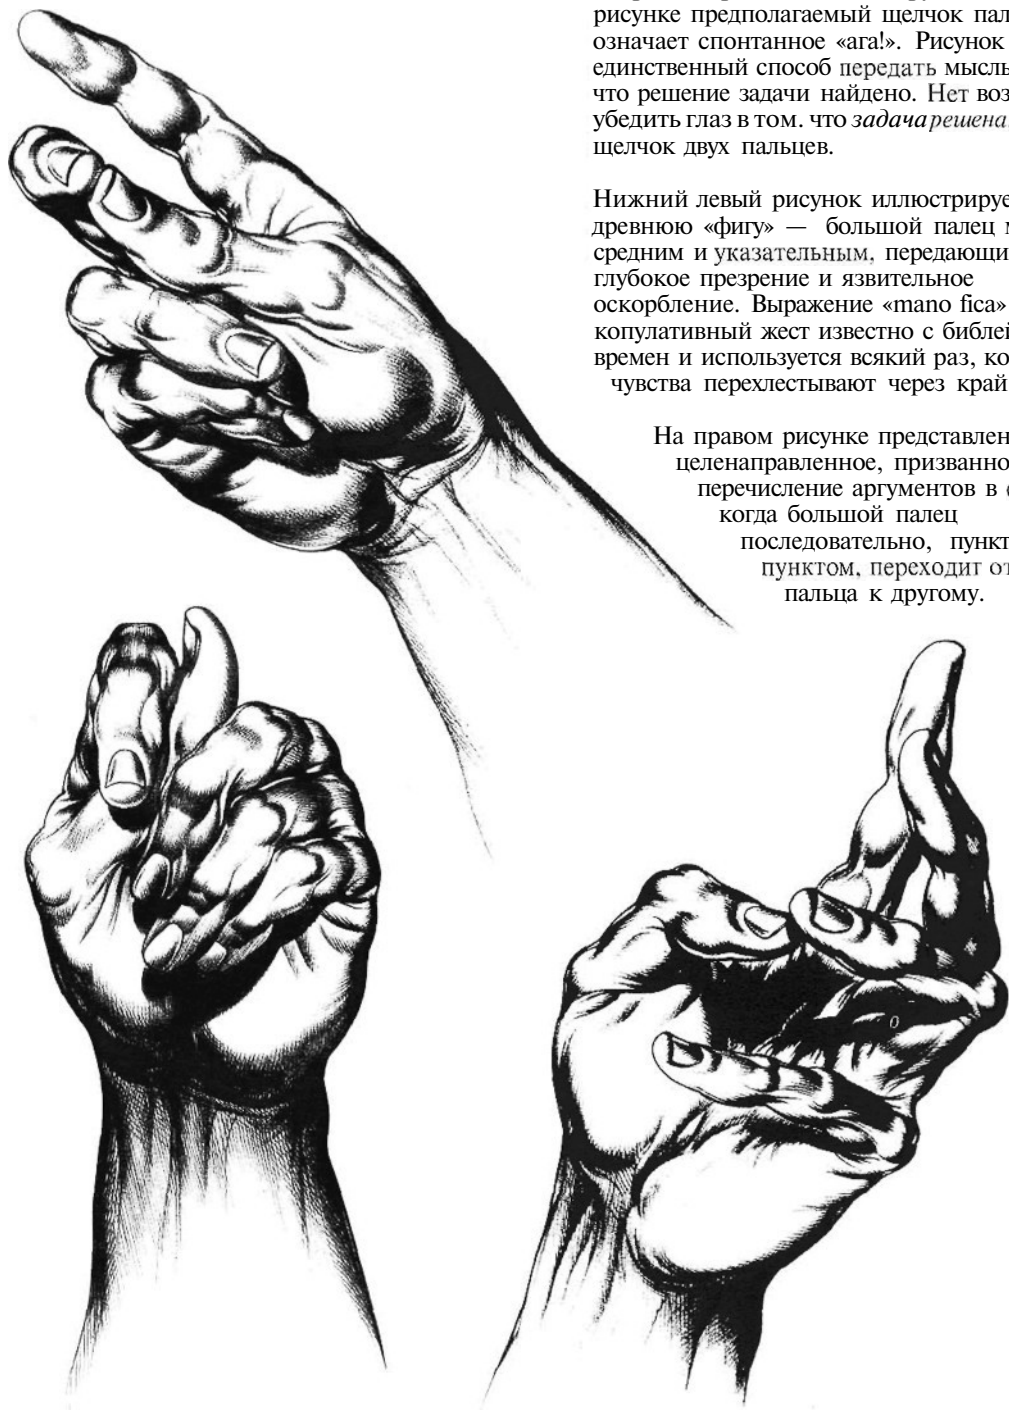 рисунке предполагаемый щелчок пал
означает спонтанное «ага!». Рисунок
единственный способ передать мысль
что решение задачи найдено. Нет воз
убедить глаз в том. что задача решена
щелчок двух пальцев.
Нижний левый рисунок иллюстрируе
древнюю «фигу» — большой палец м
средним и указательным, передающи
глубокое презрение и язвительное
оскорбление. Выражение «mano fica»
копулативный жест известно с библей
времен и используется всякий раз, ко
чувства перехлестывают через край
На правом рисунке представлен
целенаправленное, призванно
перечисление аргументов в
когда большой палец
последовательно, пункт
пунктом, переходит от
пальца к другому.